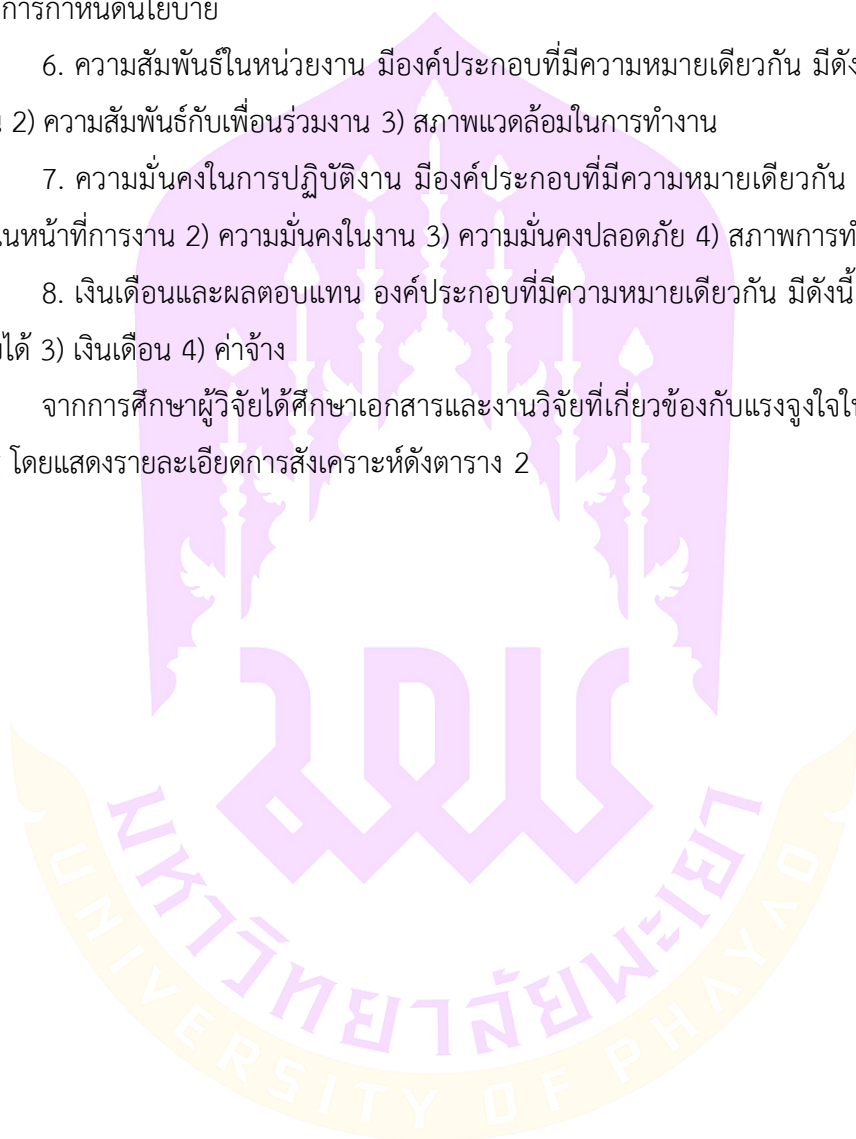 การกำหนดนโยบาย
6. ความสัมพันธ์ในหน่วยงาน มีองค์ประกอบที่มีความหมายเดียวกัน มีดัง
2) ความสัมพันธ์กับเพื่อนร่วมงาน 3) สภาพแวดล้อมในการทำงาน
7. ความมั่นคงในการปฏิบัติงาน มีองค์ประกอบที่มีความหมายเดียวกัน
ในหน้าที่การงาน 2) ความมั่นคงในงาน 3) ความมั่นคงปลอดภัย 4) สภาพการทำ
8. เงินเดือนและผลตอบแทน องค์ประกอบที่มีความหมายเดียวกัน มีดังนี้
ได้ 3) เงินเดือน 4) ค่าจ้าง
จากการศึกษาผู้วิจัยได้ศึกษาเอกสารและงานวิจัยที่เกี่ยวข้องกับแรงจูงใจใ
โดยแสดงรายละเอียดการสังเคราะห์ดังตาราง 2
มหาวิทยาลัยพะเยา
UNIVERSITY OF PHAYAO